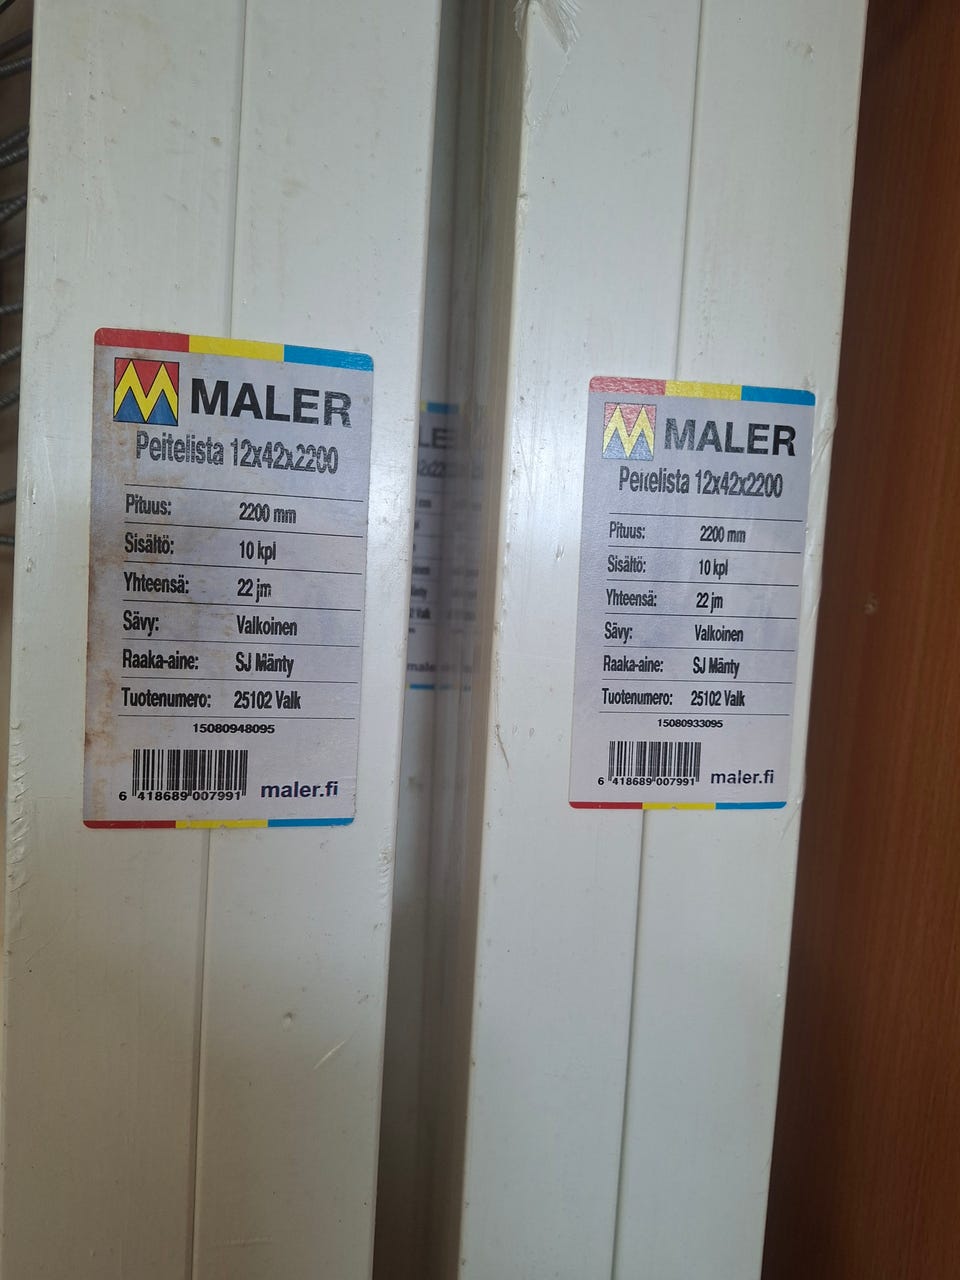 MALER
Peitelista 12x42x2200
Pituus: 2200 mm
Sisältö: 10 kpl
Yhteensä: 22 jm
Sävy: Valkoinen
Raaka-aine: SJ Mänty
Tuotenumero: 25102 Valk
15080948095
6 418689 007991
maler.fi
MALER
Peitelista 12x42x2200
Pituus: 2200 mm
Sisältö: 10 kpl
Yhteensä: 22 jm
Sävy: Valkoinen
Raaka-aine: SJ Mänty
Tuotenumero: 25102 Valk
15080933095
6 418689 007991
maler.fi